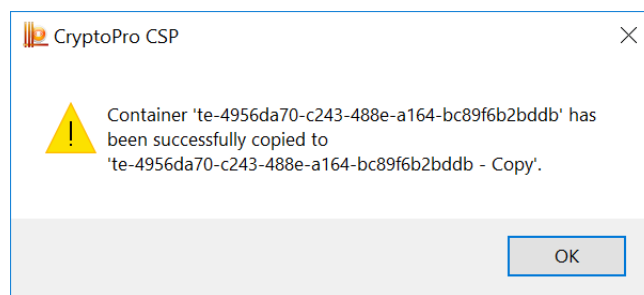 CryptoPro CSP
Container 'te-4956da70-c243-488e-a164-bc89f6b2bddb' has
been successfully copied to
'te-4956da70-c243-488e-a164-bc89f6b2bddb - Copy'.
OK